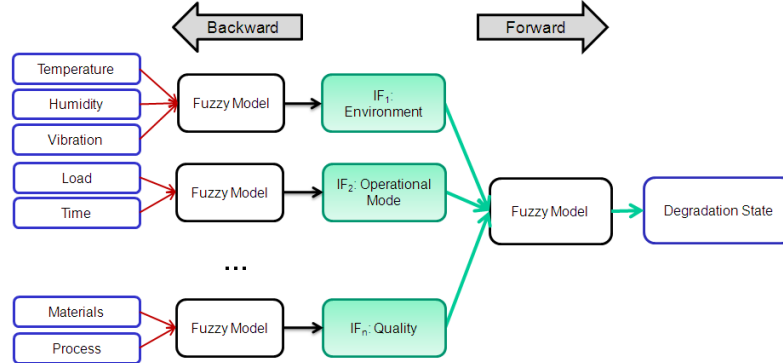 Backward
Forward
Temperature
Humidity
Vibration
Fuzzy Model
IF₁:
Environment
Load
Time
Fuzzy Model
IF₂: Operational
Mode
Fuzzy Model
Degradation State
...
Materials
Process
Fuzzy Model
IFₙ: Quality